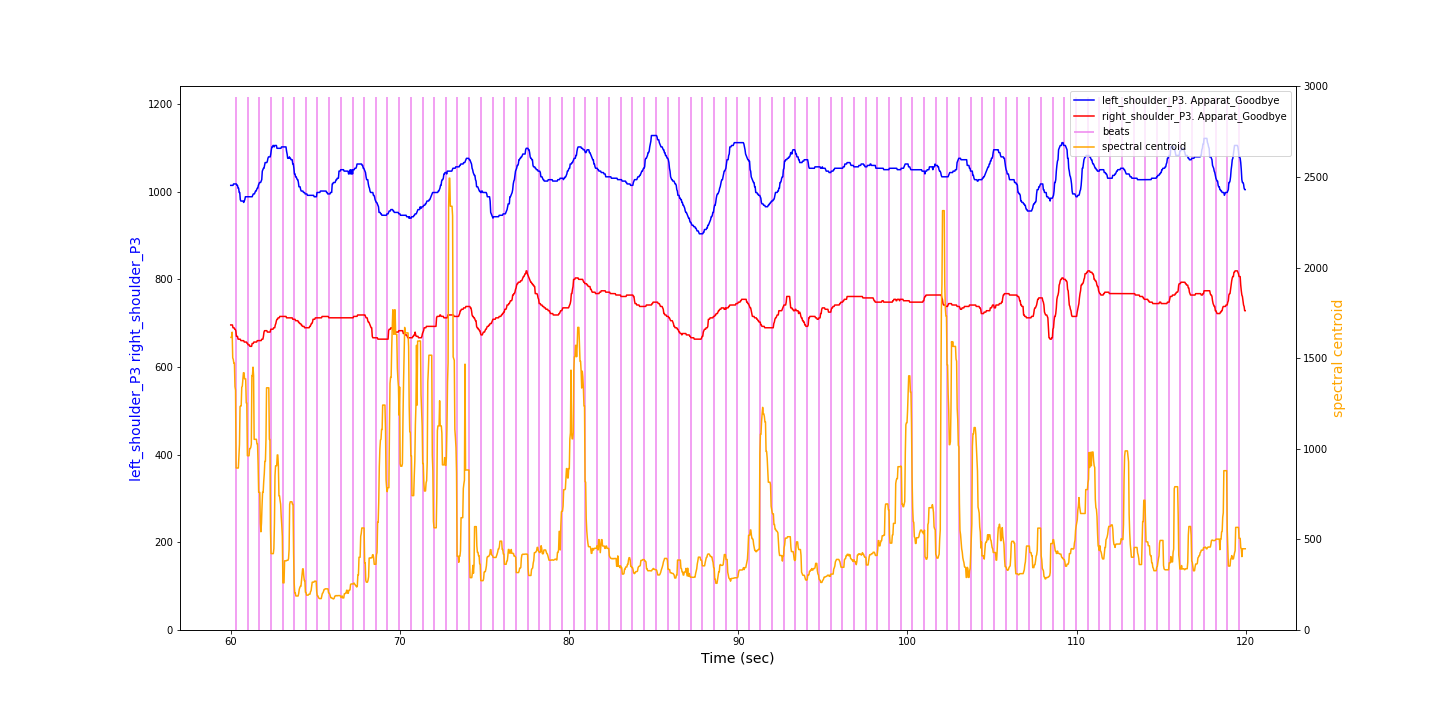 left_shoulder_P3. Apparat_Goodbye
right_shoulder_P3. Apparat_Goodbye
beats
spectral centroid
1200
1000
800
600
400
200
0
left_shoulder_P3 right_shoulder_P3
3000
2500
2000
1500
1000
500
0
spectral centroid
60 70 80 90 100 110 120
Time (sec)